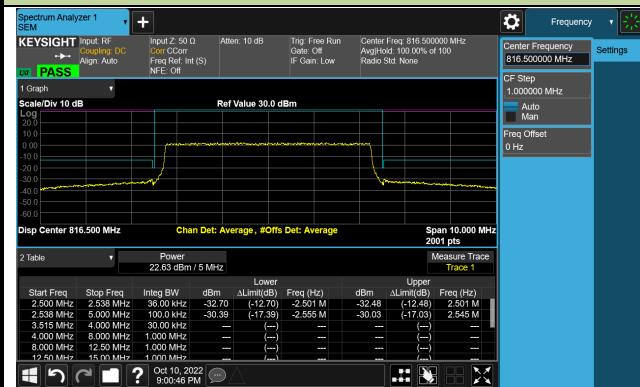 Spectrum Analyzer 1
SEM
Frequency
KEYSIGHT
Input: RF
Coupling: DC
Align: Auto
Input Z: 50 Ω
Corr CCorr
Freq Ref: Int (S)
NFE: Off
Atten: 10 dB
Trig: Free Run
Gate: Off
IF Gain: Low
Center Freq: 816.500000 MHz
Avg|Hold: 100.00% of 100
Radio Std: None
PASS
Center Frequency
816.500000 MHz
Settings
CF Step
1.000000 MHz
Auto
Man
Freq Offset
0 Hz
1 Graph
Scale/Div 10 dB
Ref Value 30.0 dBm
Log
20.0
10.0
0.00
-10.0
-20.0
-30.0
-40.0
-50.0
-60.0
Disp Center 816.500 MHz
Chan Det: Average, #Offs Det: Average
Span 10.000 MHz
2001 pts
2 Table
Power
22.63 dBm / 5 MHz
Measure Trace
Trace 1
Lower
Upper
Start Freq Stop Freq Integ BW dBm ΔLimit(dB) Freq (Hz) dBm ΔLimit(dB) Freq (Hz)
2.500 MHz 2.538 MHz 36.00 kHz -32.70 (-12.70) -2.501 M -32.48 (-12.48) 2.501 M
2.538 MHz 5.000 MHz 100.0 kHz -30.39 (-17.39) -2.555 M -30.03 (-17.03) 2.545 M
3.515 MHz 4.000 MHz 30.00 kHz --- (---) --- --- (---) ---
4.000 MHz 8.000 MHz 1.000 MHz --- (---) --- --- (---) ---
8.000 MHz 12.50 MHz 1.000 MHz --- (---) --- --- (---) ---
12.50 MHz 15.00 MHz 1.000 MHz --- (---) --- --- (---) ---
Oct 10, 2022
9:00:46 PM